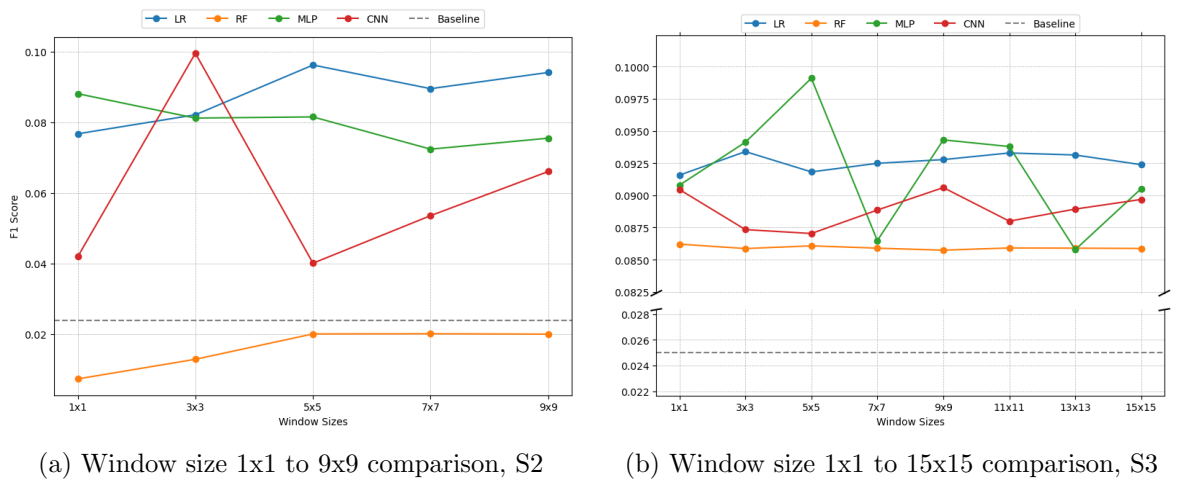 LR RF MLP CNN Baseline
0.10
0.08
0.06
0.04
0.02
F1 Score
1x1 3x3 5x5 7x7 9x9
Window Sizes
(a) Window size 1x1 to 9x9 comparison, S2
LR RF MLP CNN Baseline
0.1000
0.0975
0.0950
0.0925
0.0900
0.0875
0.0850
0.0825
0.028
0.026
0.024
0.022
1x1 3x3 5x5 7x7 9x9 11x11 13x13 15x15
Window Sizes
(b) Window size 1x1 to 15x15 comparison, S3